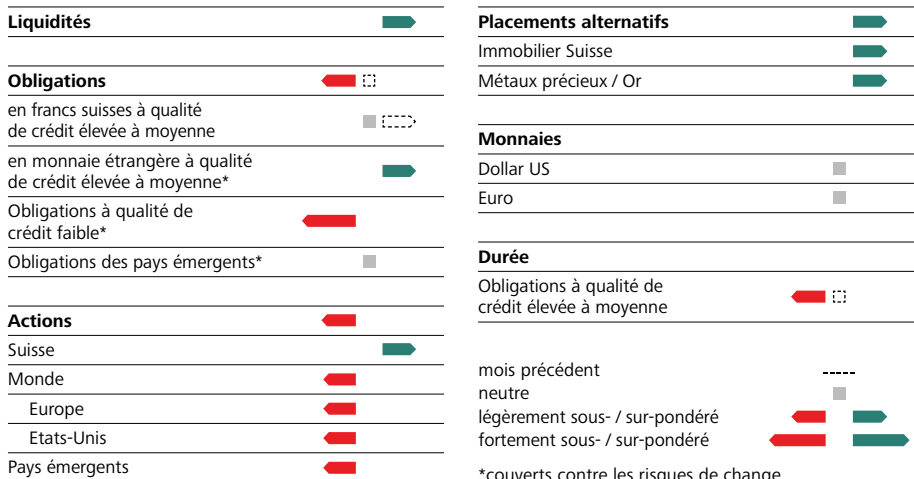 Liquidités
Obligations
en francs suisses à qualité
de crédit élevée à moyenne
en monnaie étrangère à qualité
de crédit élevée à moyenne*
Obligations à qualité de
crédit faible*
Obligations des pays émergents*
Actions
Suisse
Monde
Europe
Etats-Unis
Pays émergents
Placements alternatifs
Immobilier Suisse
Métaux précieux / Or
Monnaies
Dollar US
Euro
Durée
Obligations à qualité de
crédit élevée à moyenne
mois précédent
neutre
légèrement sous- / sur-pondéré
fortement sous- / sur-pondéré
*couverts contre les risques de change